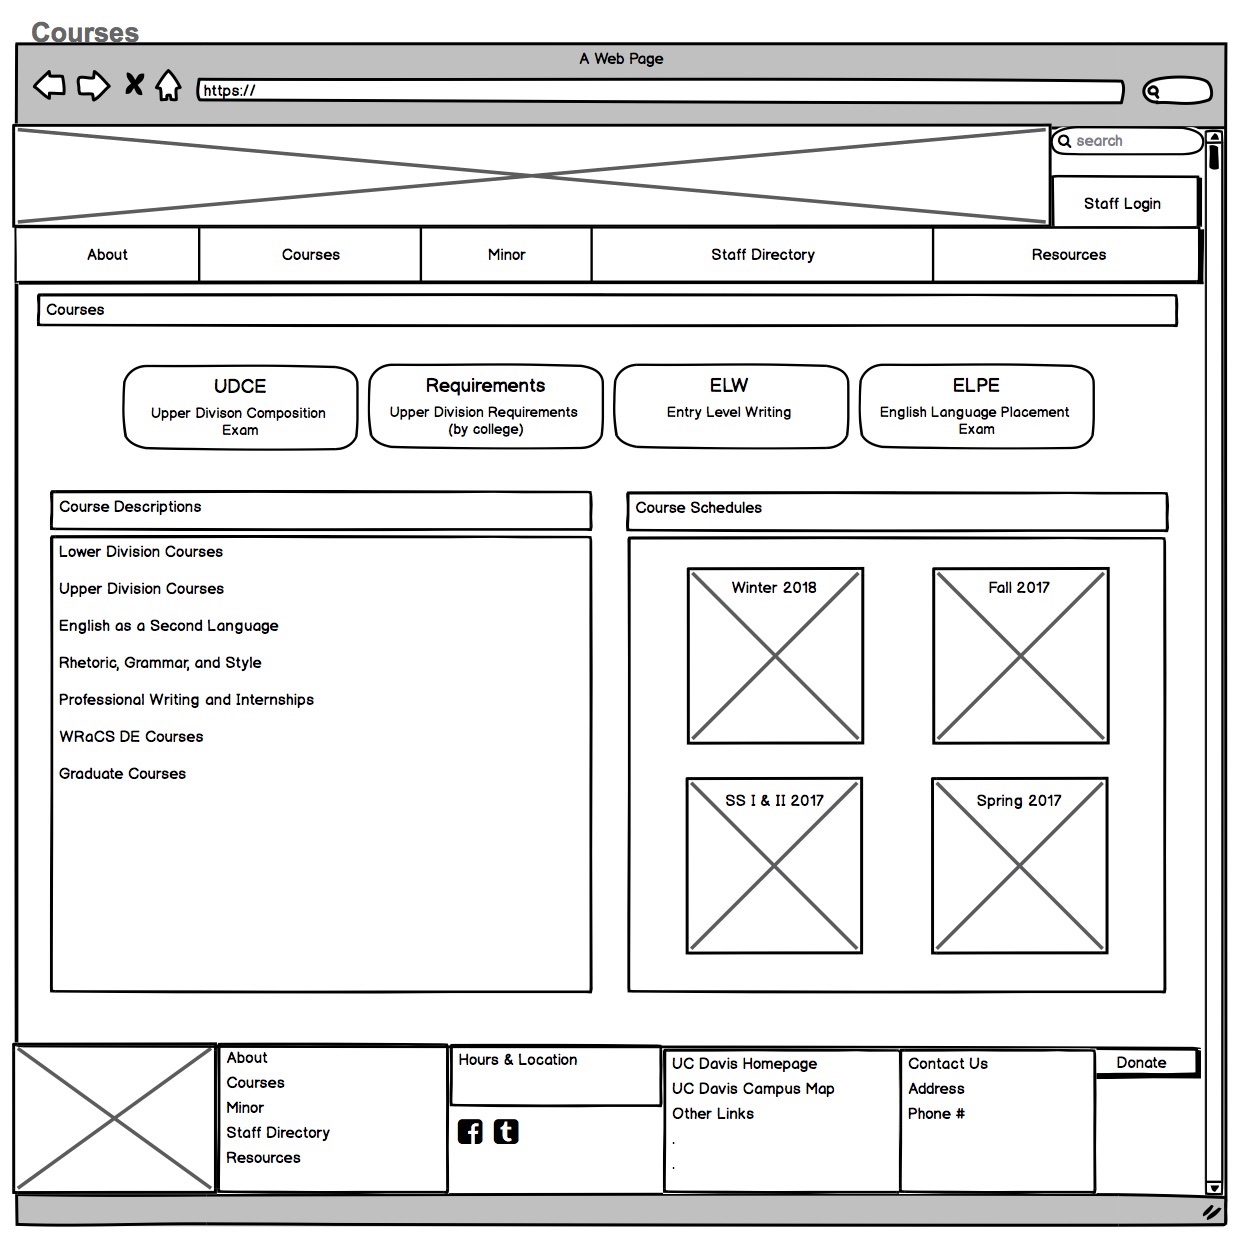 Courses
A Web Page
https://
search
Staff Login
About
Courses
Minor
Staff Directory
Resources
Courses
UDCE
Upper Divison Composition
Exam
Requirements
Upper Division Requirements
(by college)
ELW
Entry Level Writing
ELPE
English Language Placement
Exam
Course Descriptions
Lower Division Courses
Upper Division Courses
English as a Second Language
Rhetoric, Grammar, and Style
Professional Writing and Internships
WRaCS DE Courses
Graduate Courses
Course Schedules
Winter 2018
Fall 2017
SS I & II 2017
Spring 2017
About
Courses
Minor
Staff Directory
Resources
Hours & Location
UC Davis Homepage
UC Davis Campus Map
Other Links
.
.
Contact Us
Address
Phone #
Donate